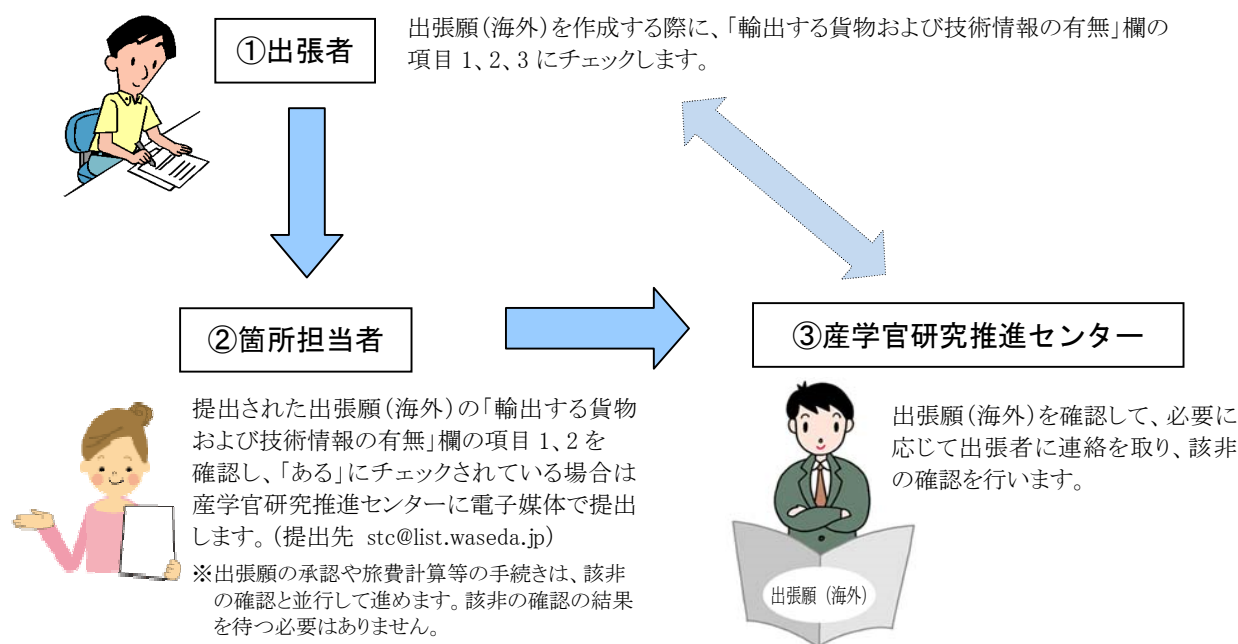 ①出張者
出張願(海外)を作成する際に、「輸出する貨物および技術情報の有無」欄の
項目 1、2、3 にチェックします。
②箇所担当者
提出された出張願(海外)の「輸出する貨物
および技術情報の有無」欄の項目 1、2 を
確認し、「ある」にチェックされている場合は
産学官研究推進センターに電子媒体で提出
します。(提出先 stc@list.waseda.jp)
※出張願の承認や旅費計算等の手続きは、該非
の確認と並行して進めます。該非の確認の結果
を待つ必要はありません。
③産学官研究推進センター
出張願(海外)を確認して、必要に
応じて出張者に連絡を取り、該非
の確認を行います。
出張願(海外)